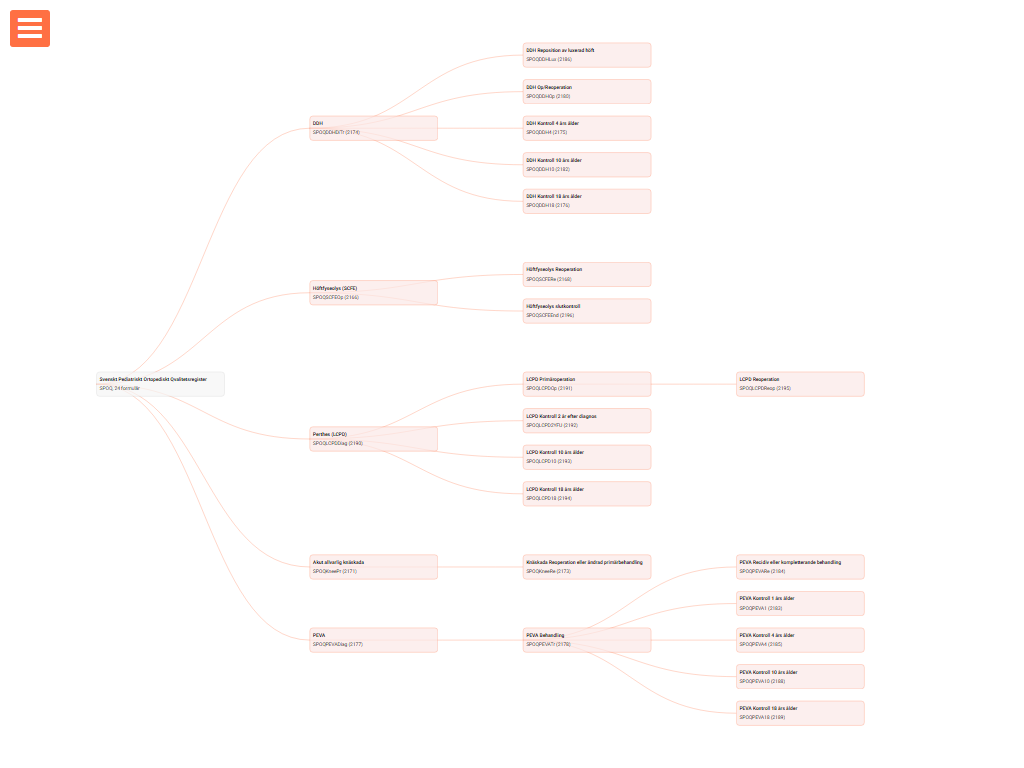 DDH Reposition av luxerad höft
SPOQDDHLux (2186)
DDH Op/Reoperation
SPOQDDHOp (2180)
DDH
SPOQDDHDiTr (2174)
DDH Kontroll 4 års ålder
SPOQDDH4 (2175)
DDH Kontroll 10 års ålder
SPOQDDH10 (2182)
DDH Kontroll 18 års ålder
SPOQDDH18 (2176)
Höftfyseolys Reoperation
SPOQSCFERe (2168)
Höftfyseolys (SCFE)
SPOQSCFEOp (2166)
Höftfyseolys slutkontroll
SPOQSCFEEnd (2196)
Svenskt Pediatriskt Ortopediskt Qvalitetsregister
SPOQ, 24 formulär
LCPD Primäroperation
SPOQLCPDOp (2191)
LCPD Reoperation
SPOQLCPDReop (2195)
LCPD Kontroll 2 år efter diagnos
SPOQLCPD2YFU (2192)
Perthes (LCPD)
SPOQLCPDDiag (2190)
LCPD Kontroll 10 års ålder
SPOQLCPD10 (2193)
LCPD Kontroll 18 års ålder
SPOQLCPD18 (2194)
Akut allvarlig knäskada
SPOQKneePr (2171)
Knäskada Reoperation eller ändrad primärbehandling
SPOQKneeRe (2173)
PEVA Recidiv eller kompletterande behandling
SPOQPEVARe (2184)
PEVA Kontroll 1 års ålder
SPOQPEVA1 (2183)
PEVA
SPOQPEVADiag (2177)
PEVA Behandling
SPOQPEVATr (2178)
PEVA Kontroll 4 års ålder
SPOQPEVA4 (2185)
PEVA Kontroll 10 års ålder
SPOQPEVA10 (2188)
PEVA Kontroll 18 års ålder
SPOQPEVA18 (2189)